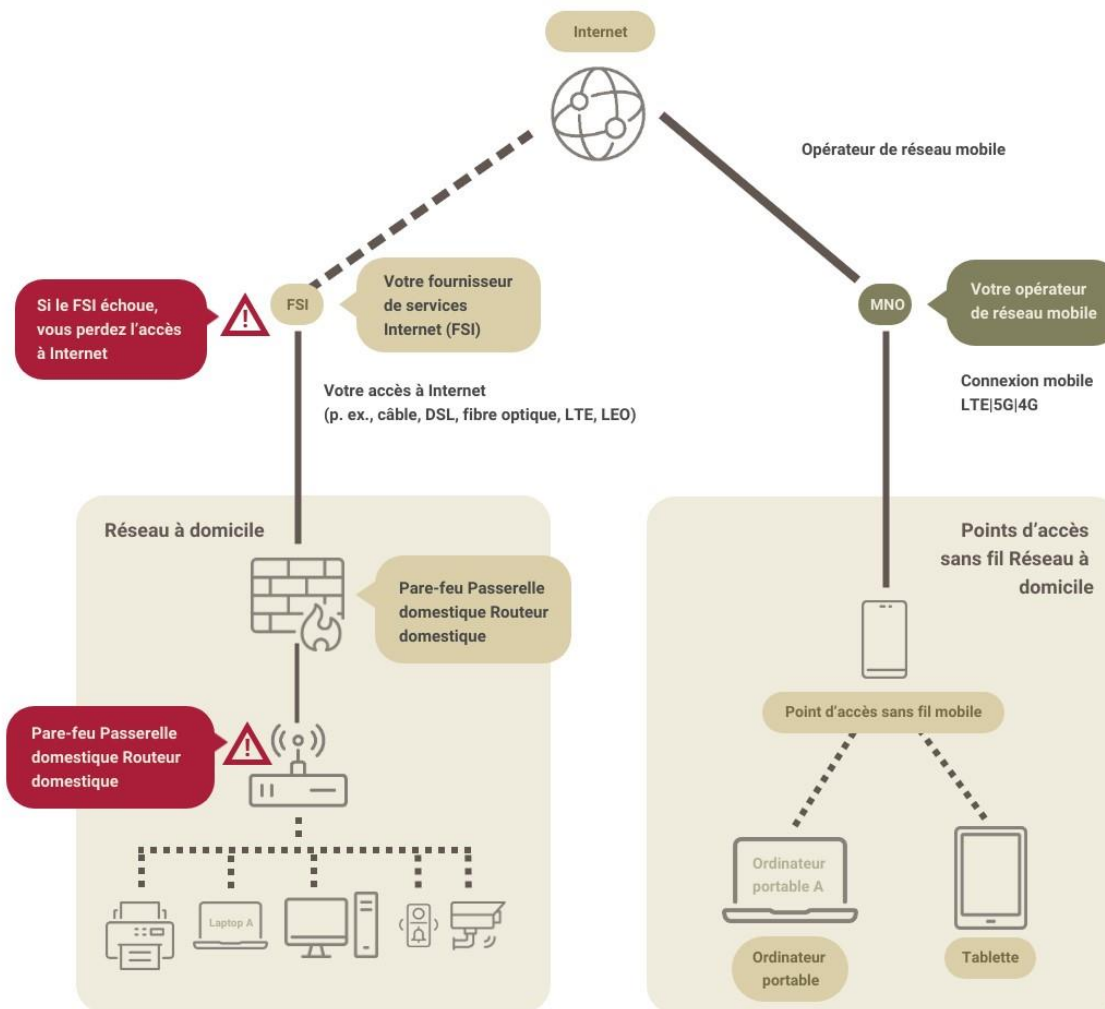 Internet
Opérateur de réseau mobile
Si le FSI échoue,
vous perdez l’accès
à Internet
FSI
Votre fournisseur
de services
Internet (FSI)
MNO
Votre opérateur
de réseau mobile
Votre accès à Internet
(p. ex., câble, DSL, fibre optique, LTE, LEO)
Connexion mobile
LTE|5G|4G
Réseau à domicile
Pare-feu Passerelle
domestique Routeur
domestique
Pare-feu Passerelle
domestique Routeur
domestique
Laptop A
Points d’accès
sans fil Réseau à
domicile
Point d’accès sans fil mobile
Ordinateur
portable A
Ordinateur
portable
Tablette